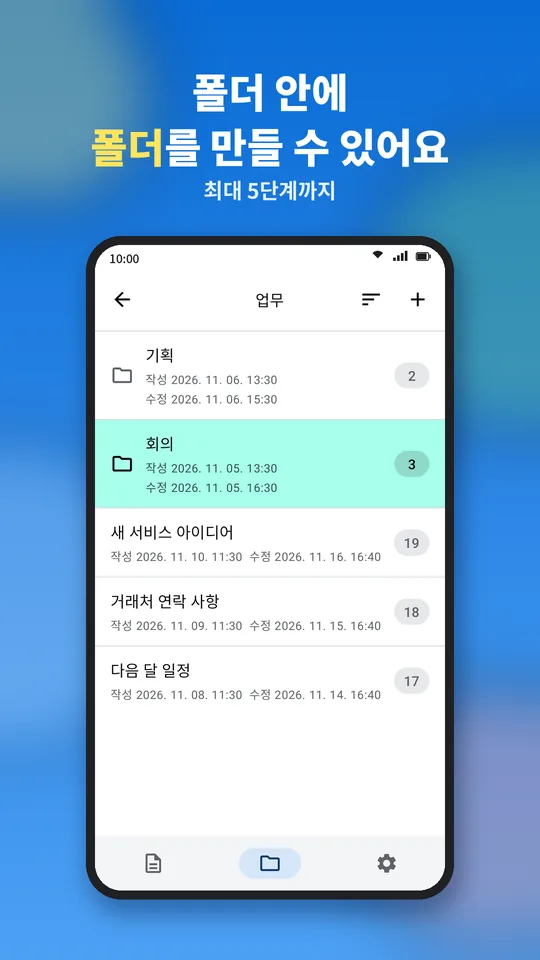 폴더 안에
폴더를 만들 수 있어요
최대 5단계까지
10:00
업무
기획
작성 2026. 11. 06. 13:30
수정 2026. 11. 06. 15:30
2
회의
작성 2026. 11. 05. 13:30
수정 2026. 11. 05. 16:30
3
새 서비스 아이디어
작성 2026. 11. 10. 11:30 수정 2026. 11. 16. 16:40
19
거래처 연락 사항
작성 2026. 11. 09. 11:30 수정 2026. 11. 15. 16:40
18
다음 달 일정
작성 2026. 11. 08. 11:30 수정 2026. 11. 14. 16:40
17